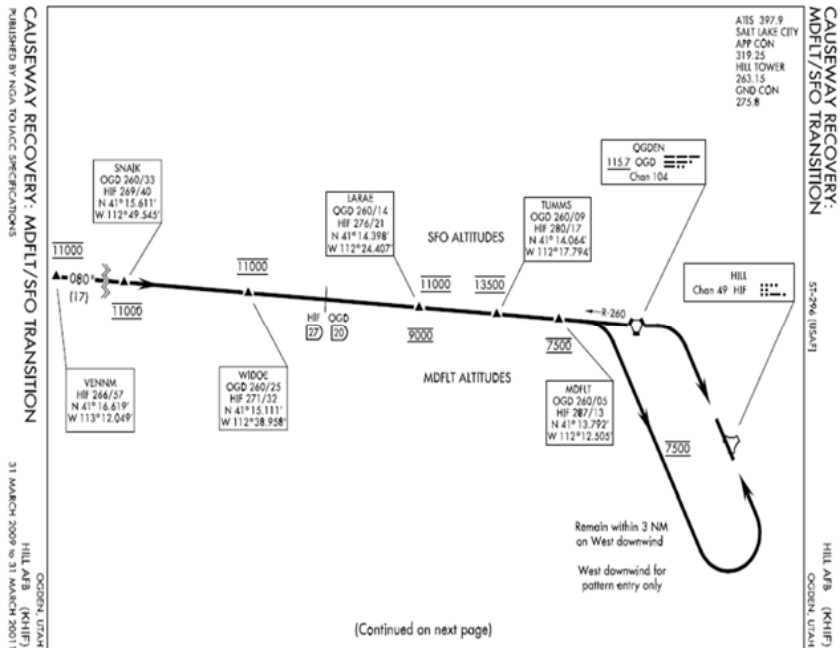 CAUSEWAY RECOVERY: MDFLT/SFO TRANSITION
PUBLISHED BY NGA TO IACC SPECIFICATIONS
31 MARCH 2009 to 31 MARCH 20011
HILL AFB (KHIF)
OGDEN, UTAH
CAUSEWAY RECOVERY:
MDFLT/SFO TRANSITION
ST-296 [USAF]
HILL AFB (KHIF)
OGDEN, UTAH
ATIS 397.9
SALT LAKE CITY
APP CON
319.25
HILL TOWER
263.15
GND CON
275.8
OGDEN
115.7 OGD
Chan 104
SNAIK
OGD 260/33
HIF 269/40
N 41°15.611'
W 112°49.545'
LARAE
OGD 260/14
HIF 276/21
N 41°14.398'
W 112°24.407'
TUMMS
OGD 260/09
HIF 280/17
N 41°14.064'
W 112°17.794'
SFO ALTITUDES
11000
11000
11000
13500
HILL
Chan 49 HIF
080°
(17)
11000
R-260
HIF OGD
27 20
9000
7500
MDFLT ALTITUDES
VENNM
HIF 266/57
N 41°16.619'
W 113°12.049'
WIDOE
OGD 260/25
HIF 271/32
N 41°15.111'
W 112°38.958'
MDFLT
OGD 260/05
HIF 287/13
N 41°13.792'
W 112°12.505'
7500
Remain within 3 NM
on West downwind
West downwind for
pattern entry only
(Continued on next page)